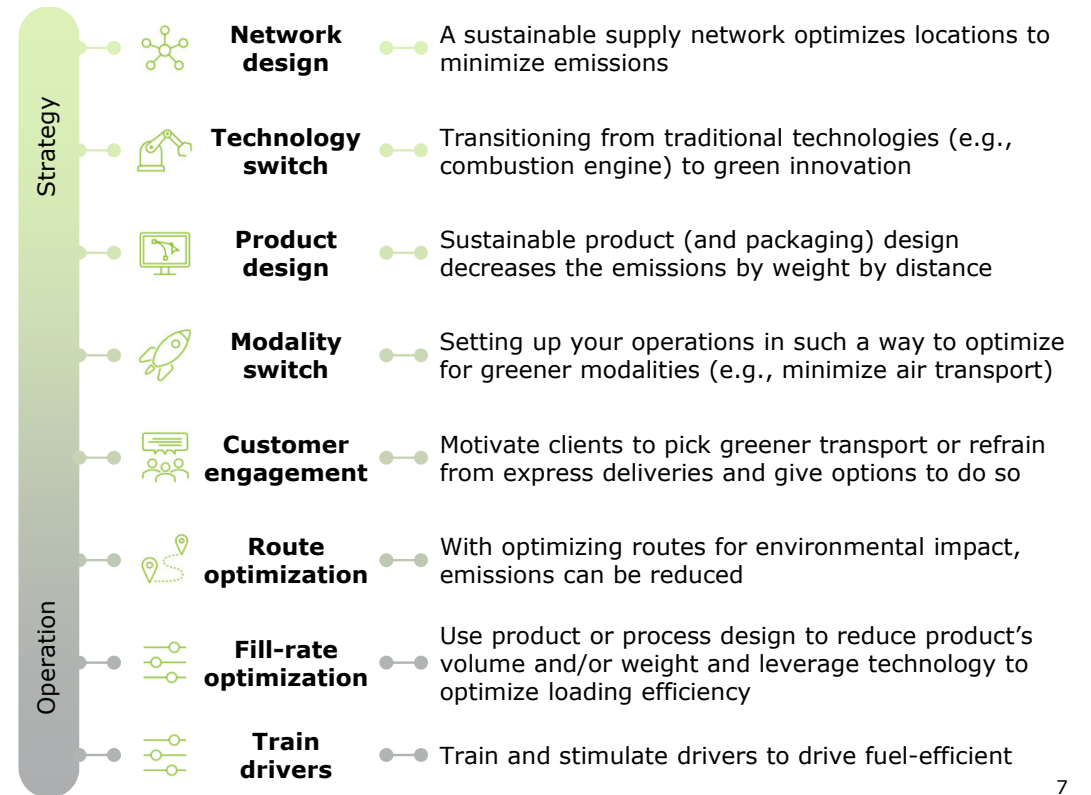 Strategy
Operation
Network
design
A sustainable supply network optimizes locations to
minimize emissions
Technology
switch
Transitioning from traditional technologies (e.g.,
combustion engine) to green innovation
Product
design
Sustainable product (and packaging) design
decreases the emissions by weight by distance
Modality
switch
Setting up your operations in such a way to optimize
for greener modalities (e.g., minimize air transport)
Customer
engagement
Motivate clients to pick greener transport or refrain
from express deliveries and give options to do so
Route
optimization
With optimizing routes for environmental impact,
emissions can be reduced
Fill-rate
optimization
Use product or process design to reduce product’s
volume and/or weight and leverage technology to
optimize loading efficiency
Train
drivers
Train and stimulate drivers to drive fuel-efficient
7